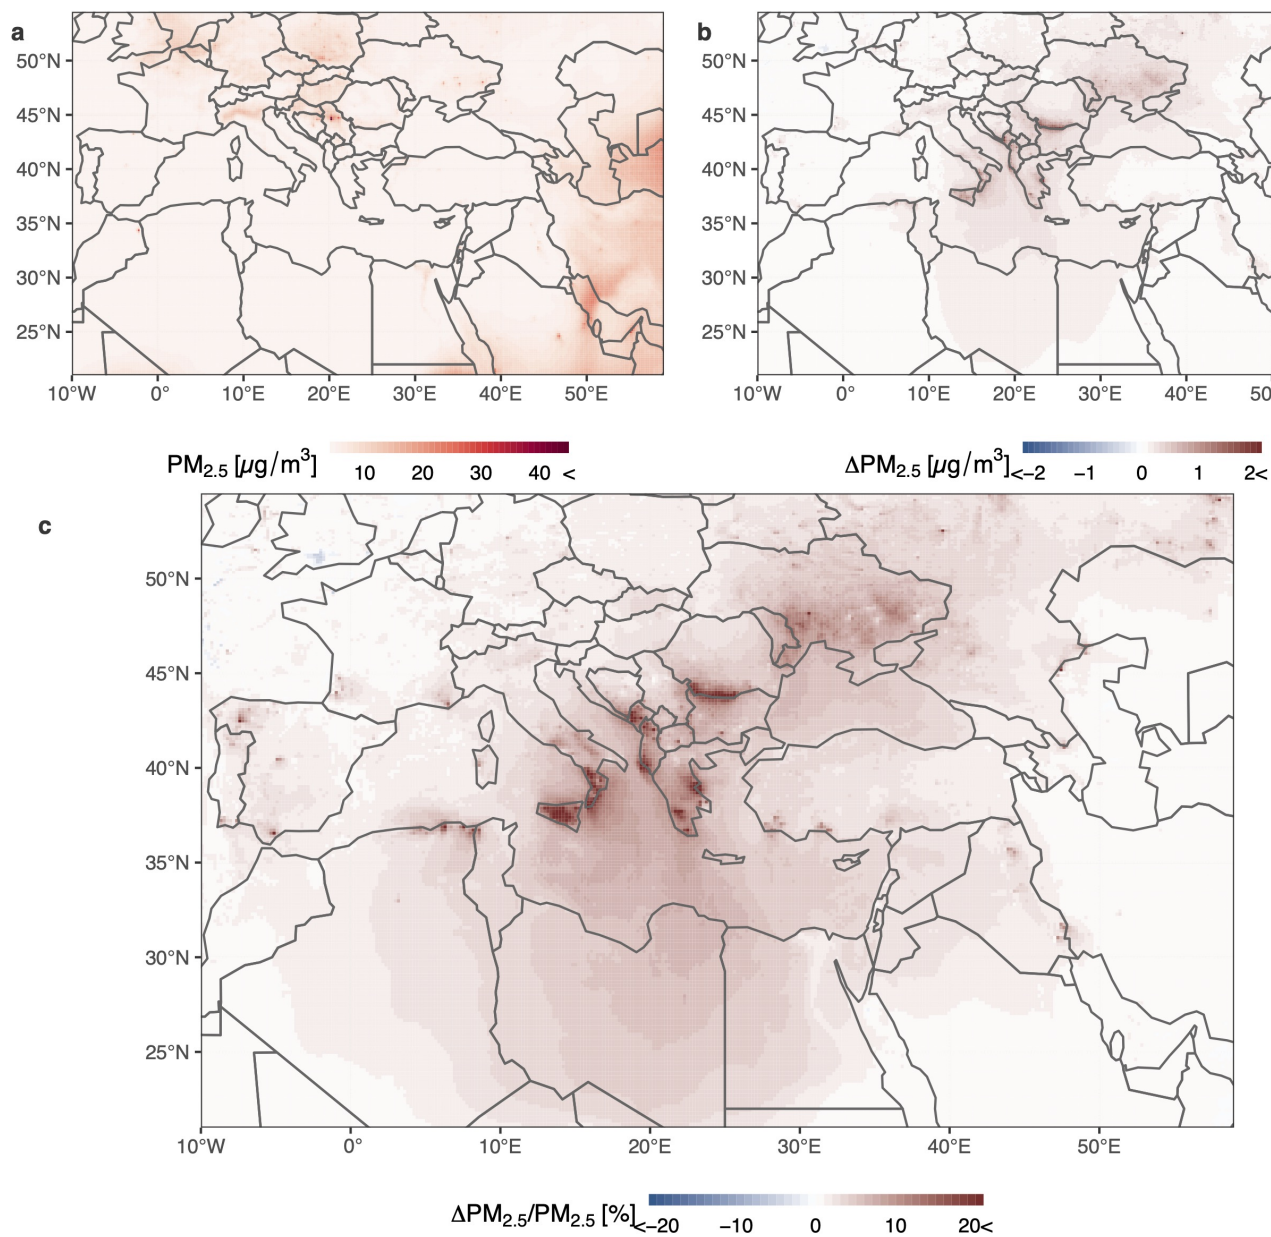 a
b
50°N
45°N
40°N
35°N
30°N
25°N
10°W 0° 10°E 20°E 30°E 40°E 50°E
50°N
45°N
40°N
35°N
30°N
25°N
10°W 0° 10°E 20°E 30°E 40°E 50
PM2.5 [µg/m³] 10 20 30 40 <
ΔPM2.5 [µg/m³] <−2 −1 0 1 2<
c
50°N
45°N
40°N
35°N
30°N
25°N
10°W 0° 10°E 20°E 30°E 40°E 50°E
ΔPM2.5/PM2.5 [%] <−20 −10 0 10 20<